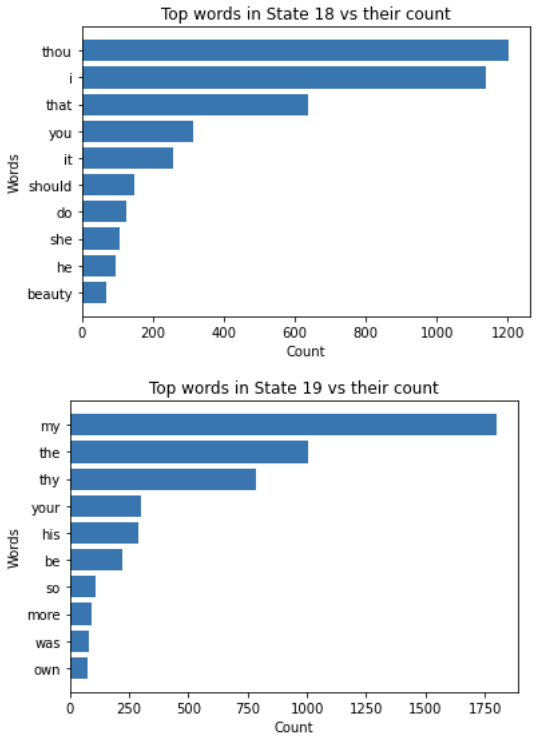 Top words in State 18 vs their count
thou
i
that
you
it
should
do
she
he
beauty
Words
0 200 400 600 800 1000 1200
Count
Top words in State 19 vs their count
my
the
thy
your
his
be
so
more
was
own
Words
0 250 500 750 1000 1250 1500 1750
Count